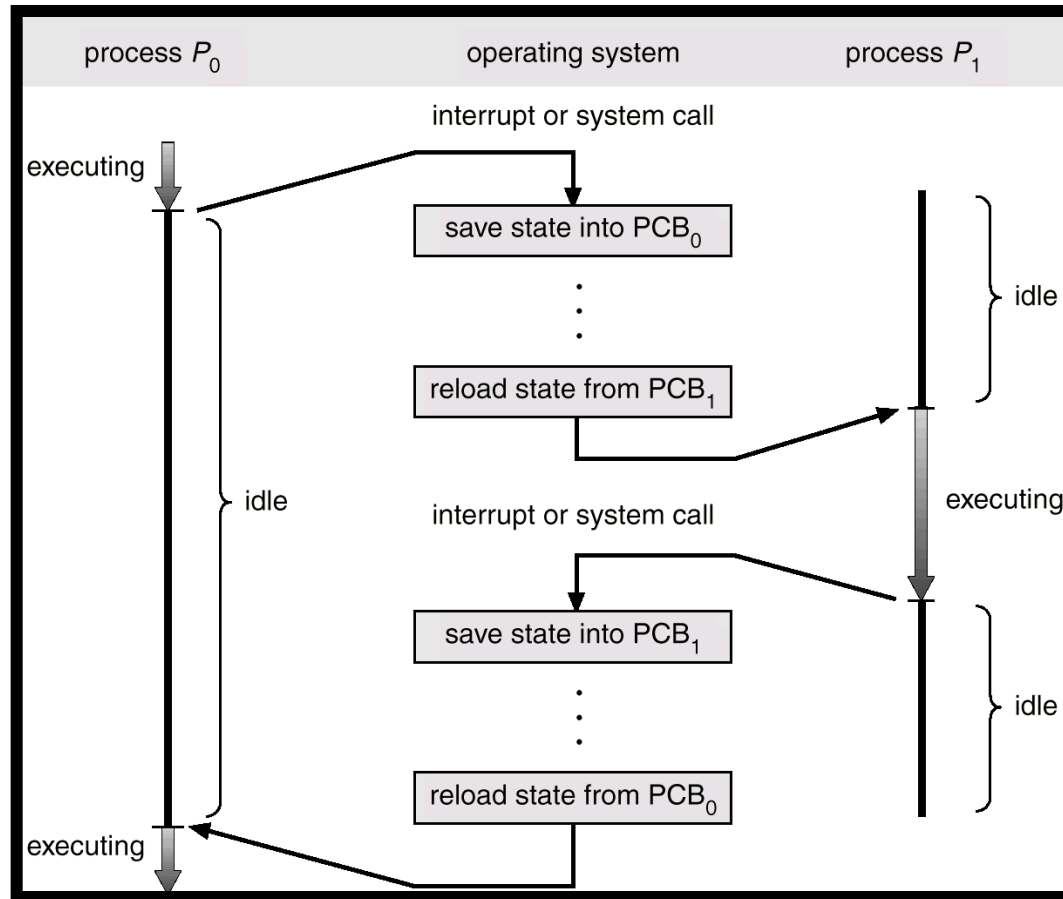 process P₀ operating system process P₁
interrupt or system call
executing
save state into PCB₀
idle
reload state from PCB₁
idle
executing
interrupt or system call
save state into PCB₁
idle
reload state from PCB₀
executing